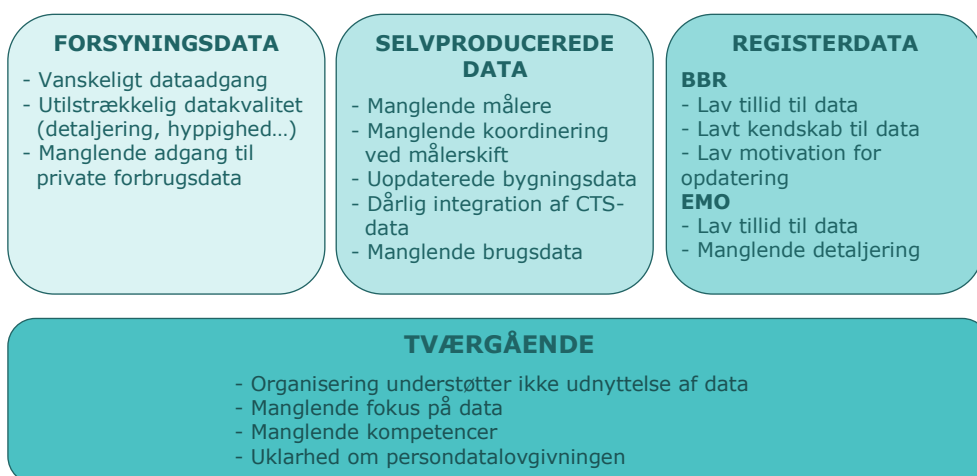 FORSYNINGSDATA
- Vanskeligt dataadgang
- Utilstrækkelig datakvalitet
(detaljering, hyppighed…)
- Manglende adgang til
private forbrugsdata
SELVPRODUCEREDE
DATA
- Manglende målere
- Manglende koordinering
ved målerskift
- Uopdaterede bygningsdata
- Dårlig integration af CTS-
data
- Manglende brugsdata
REGISTERDATA
BBR
- Lav tillid til data
- Lavt kendskab til data
- Lav motivation for
opdatering
EMO
- Lav tillid til data
- Manglende detaljering
TVÆRGÅENDE
- Organisering understøtter ikke udnyttelse af data
- Manglende fokus på data
- Manglende kompetencer
- Uklarhed om persondatalovgivningen